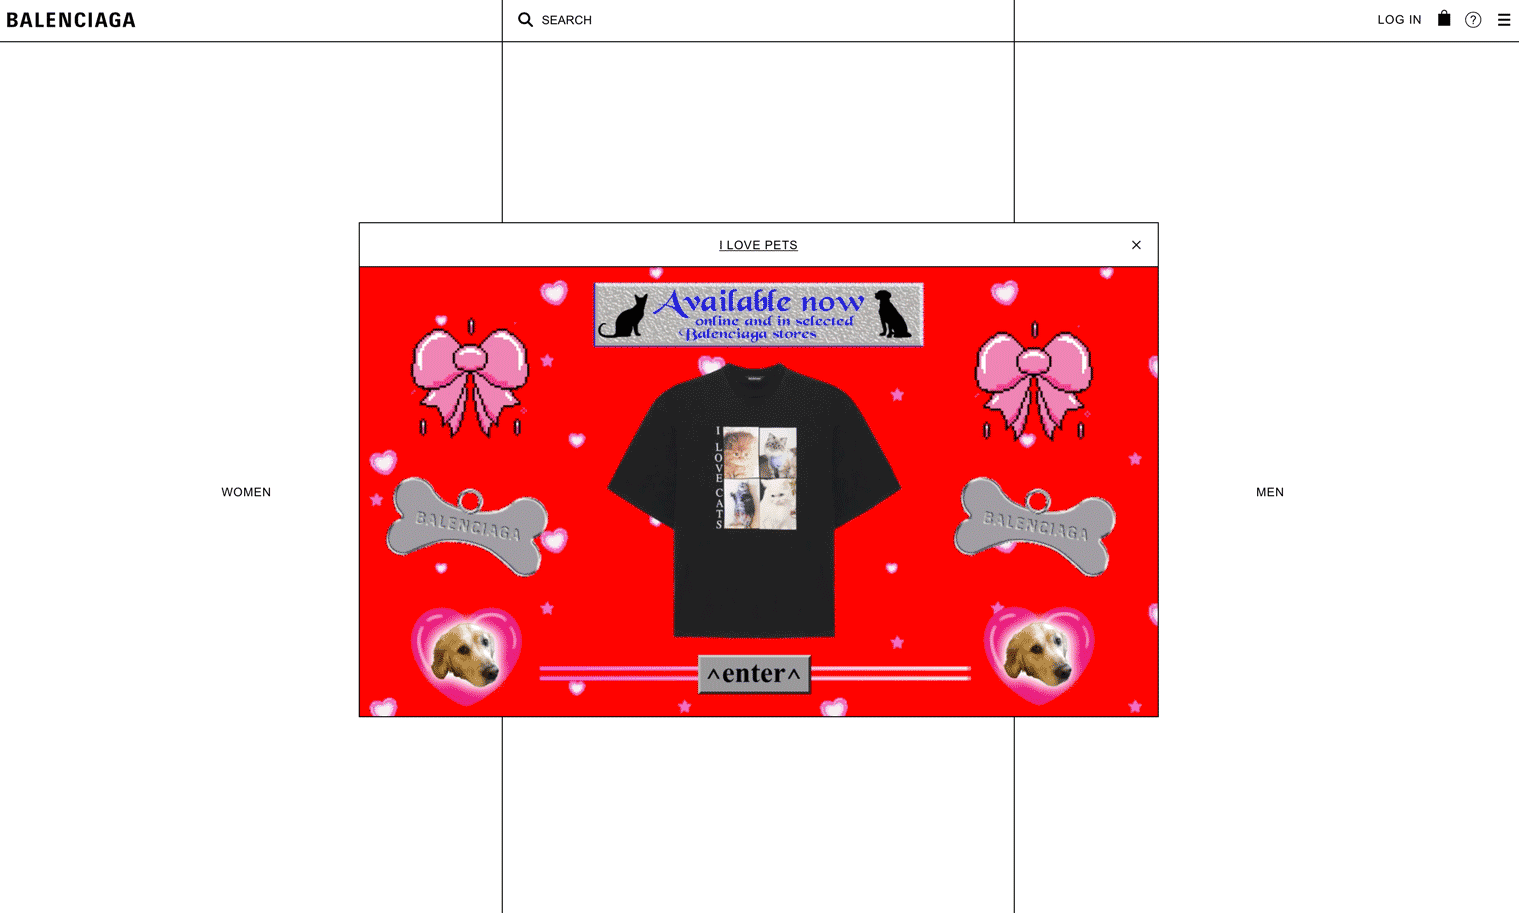 BALENCIAGA
SEARCH
LOG IN
?
I LOVE PETS
Available now
online and in selected
Balenciaga stores
I LOVE CATS
WOMEN
MEN
BALENCIAGA
BALENCIAGA
^enter^